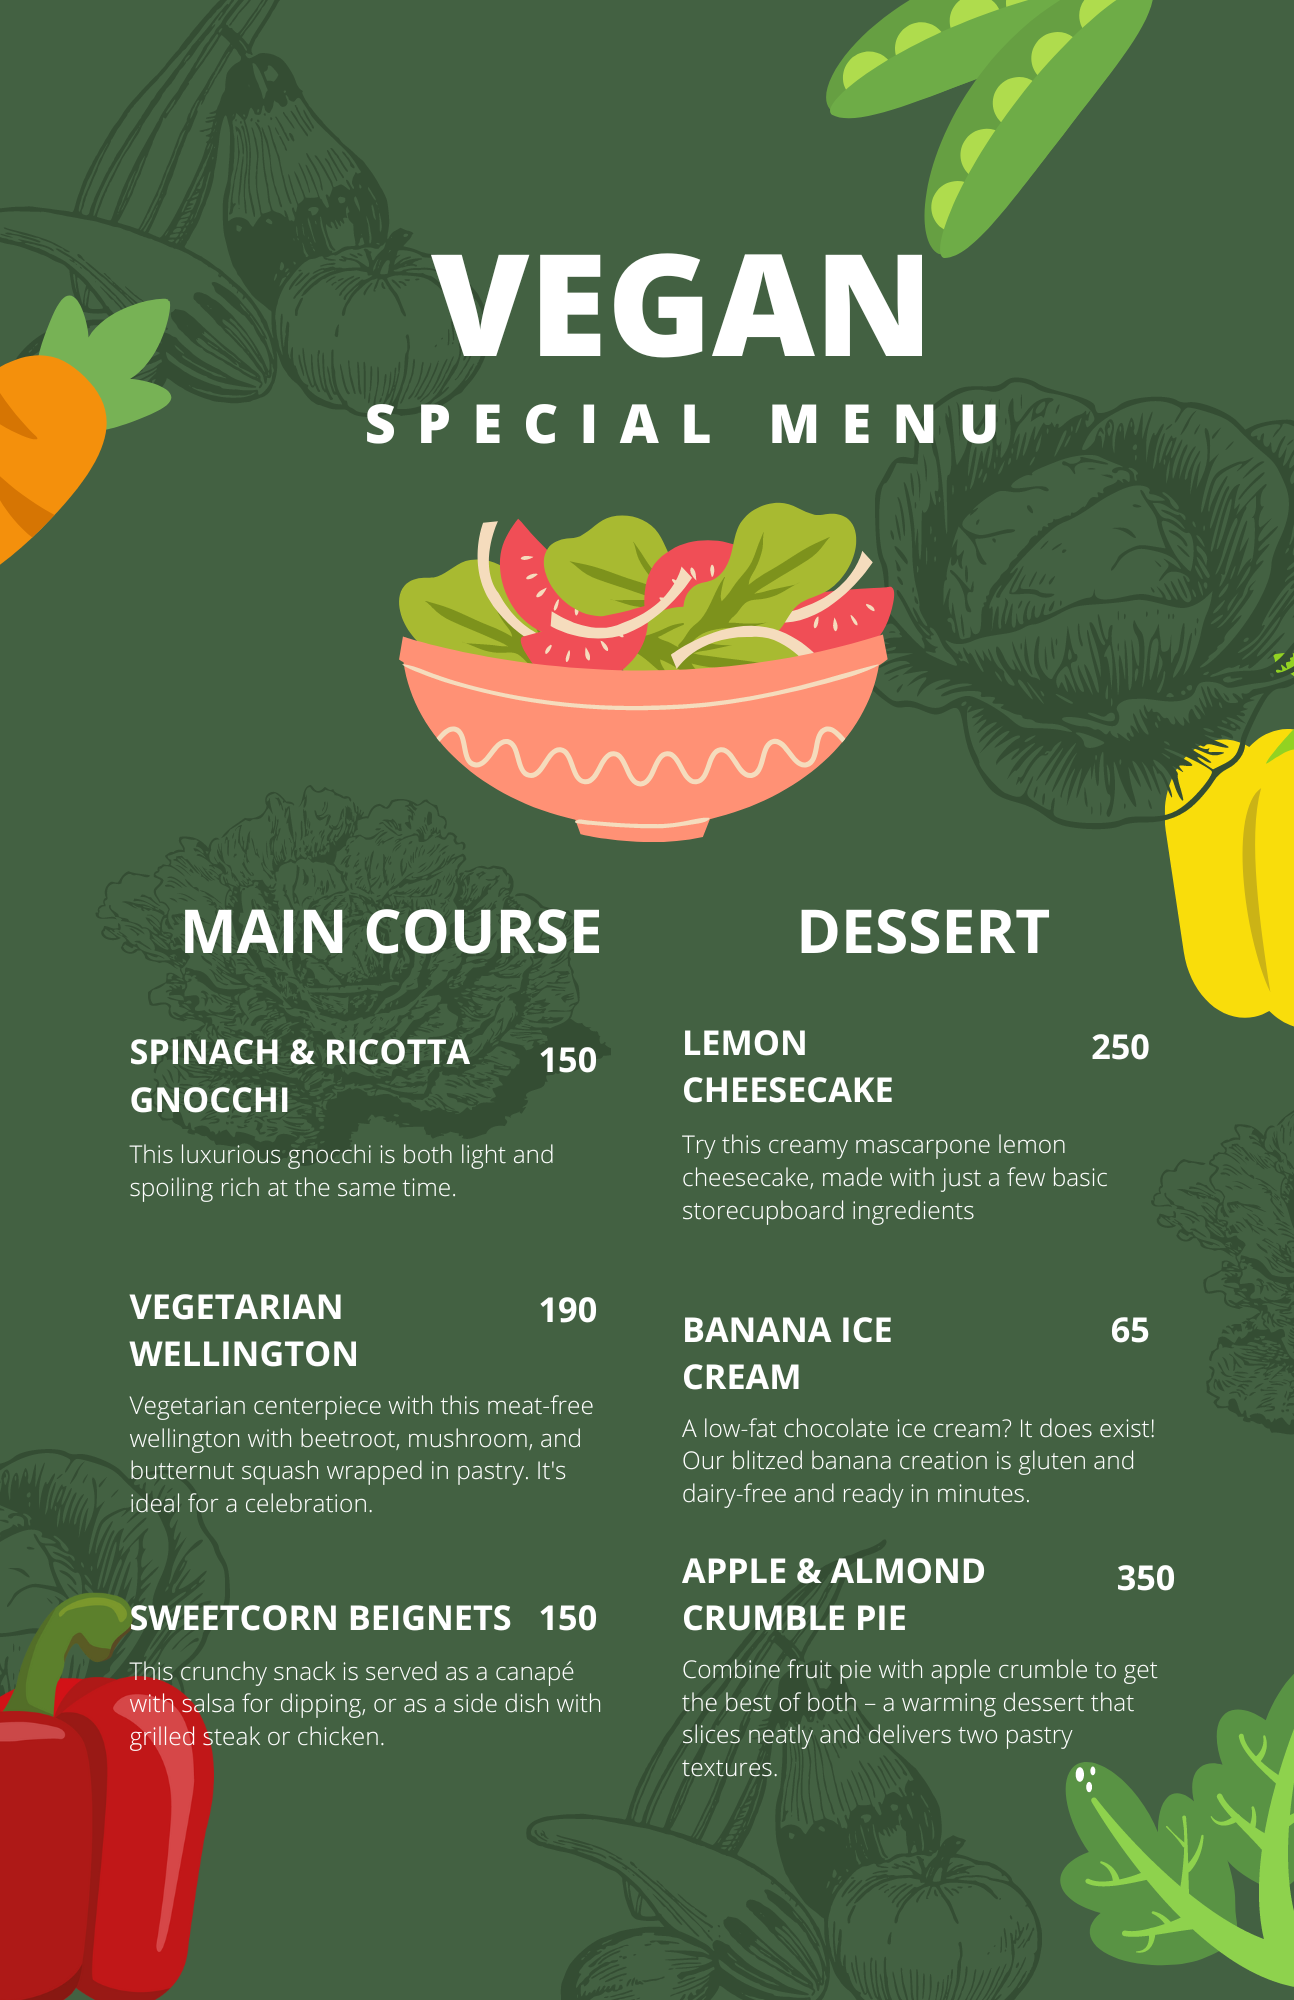 VEGAN
SPECIAL MENU
MAIN COURSE
SPINACH & RICOTTA
GNOCCHI
150
This luxurious gnocchi is both light and
spoiling rich at the same time.
VEGETARIAN
WELLINGTON
190
Vegetarian centerpiece with this meat-free
wellington with beetroot, mushroom, and
butternut squash wrapped in pastry. It's
ideal for a celebration.
SWEETCORN BEIGNETS 150
This crunchy snack is served as a canapé
with salsa for dipping, or as a side dish with
grilled steak or chicken.
DESSERT
LEMON
CHEESECAKE
250
Try this creamy mascarpone lemon
cheesecake, made with just a few basic
storecupboard ingredients
BANANA ICE
CREAM
65
A low-fat chocolate ice cream? It does exist!
Our blitzed banana creation is gluten and
dairy-free and ready in minutes.
APPLE & ALMOND
CRUMBLE PIE
350
Combine fruit pie with apple crumble to get
the best of both – a warming dessert that
slices neatly and delivers two pastry
textures.